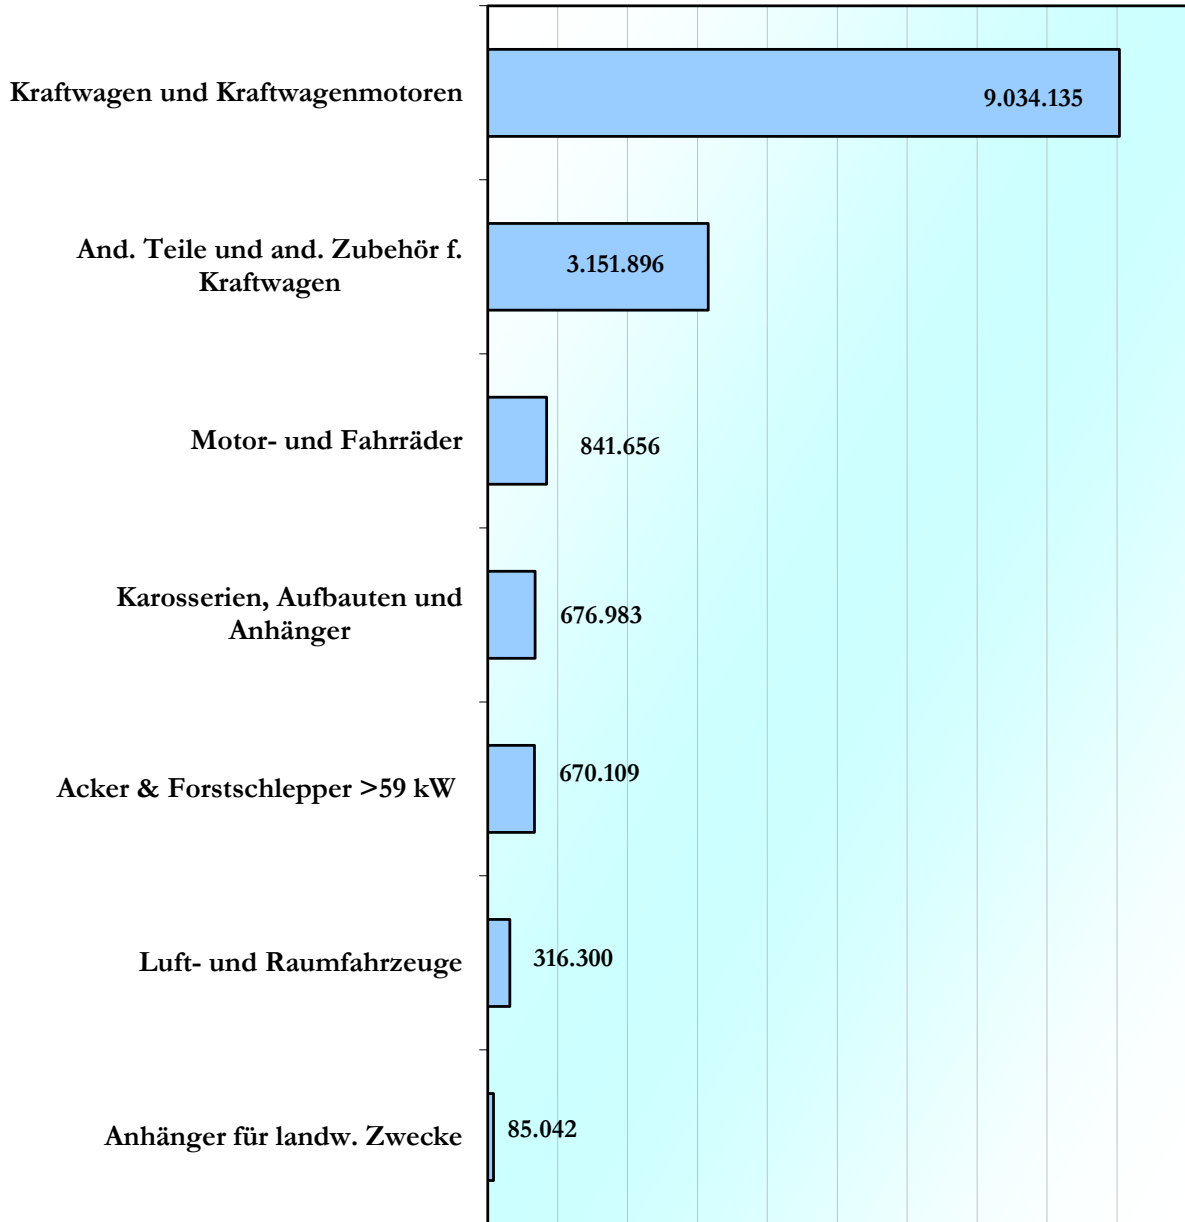 Kraftwagen und Kraftwagenmotoren
9.034.135
And. Teile und and. Zubehör f.
Kraftwagen
3.151.896
Motor- und Fahrräder
841.656
Karosserien, Aufbauten und
Anhänger
676.983
Acker & Forstschlepper >59 kW
670.109
Luft- und Raumfahrzeuge
316.300
Anhänger für landw. Zwecke
85.042